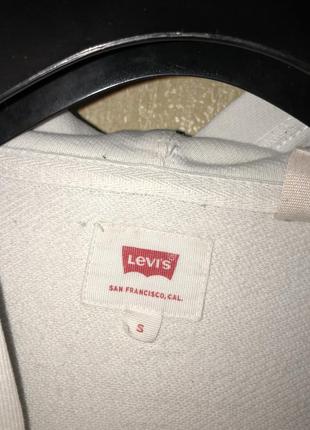 Levi's
SAN FRANCISCO, CAL.
S